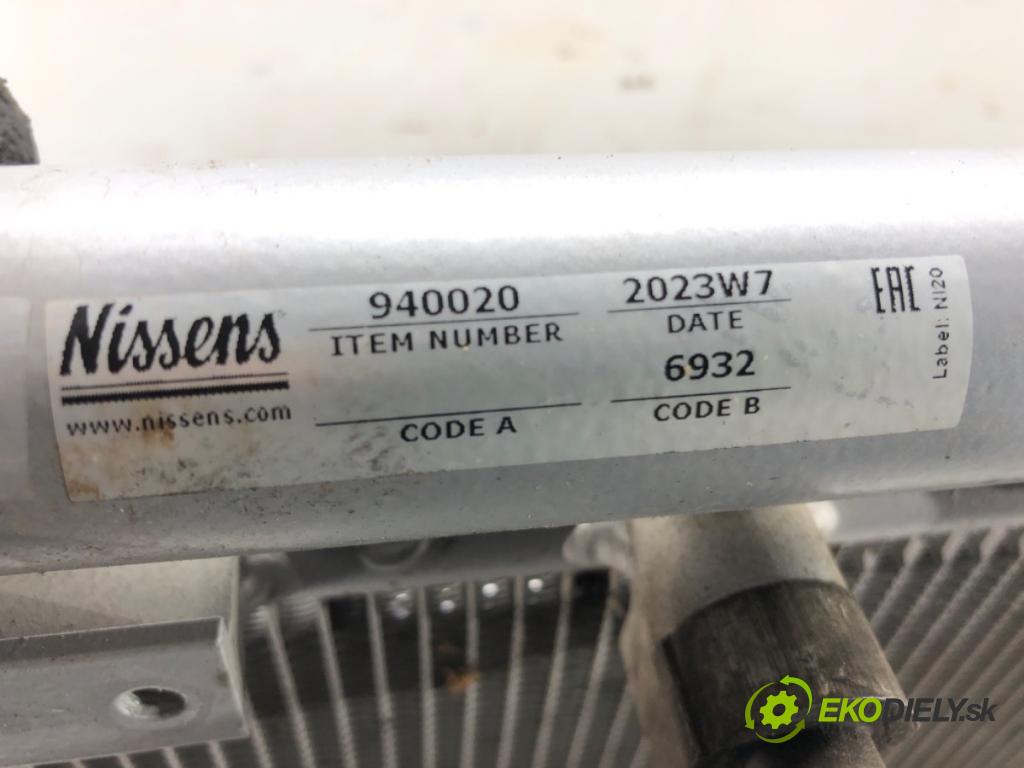 Nissens
www.nissens.com
940020
ITEM NUMBER
CODE A
2023W7
DATE
6932
CODE B
EAC
Label: NI20
EKODIELY.sk